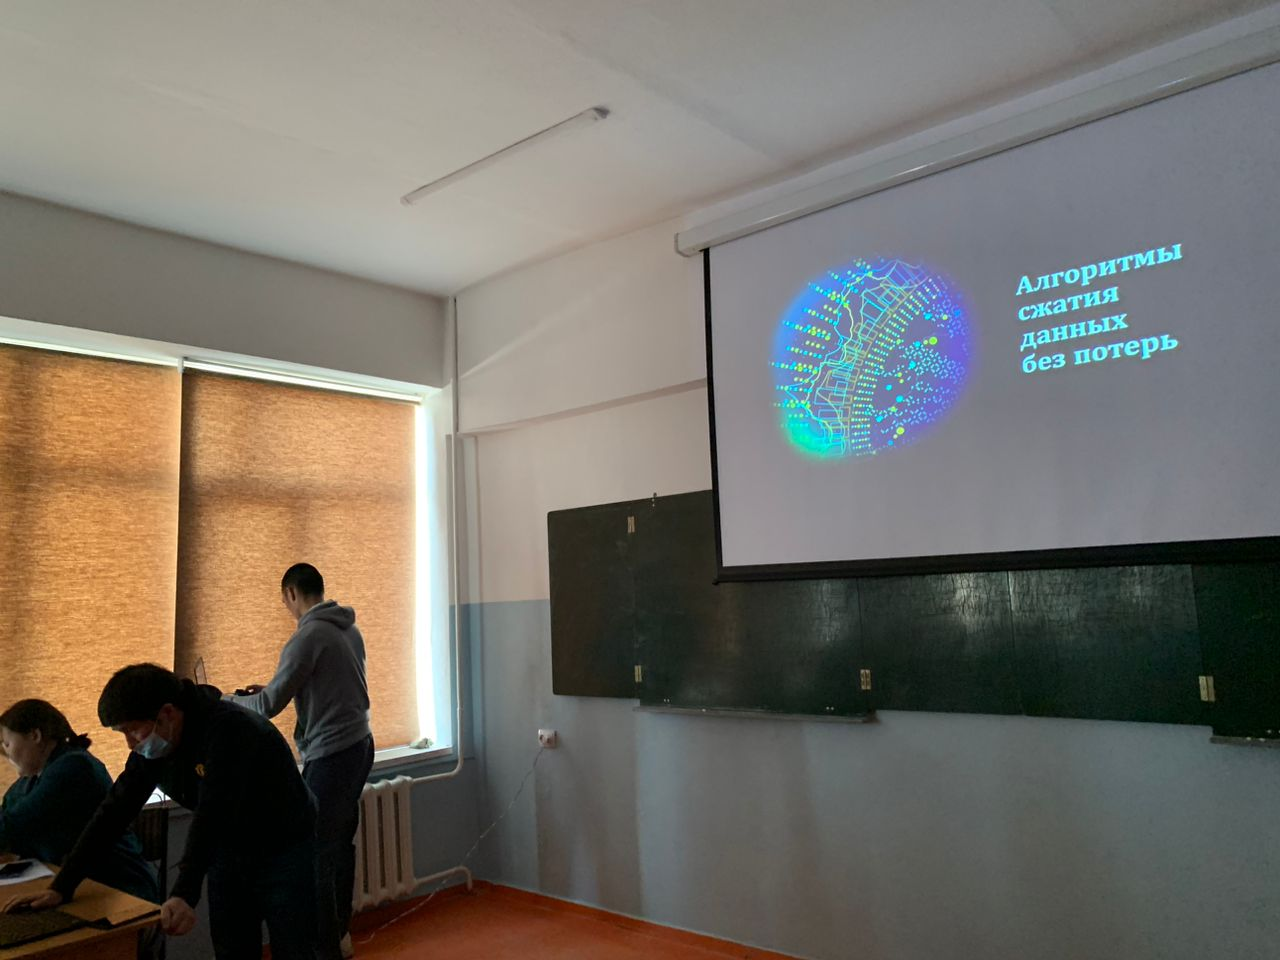 Алгоритмы
сжатия
данных
без потерь